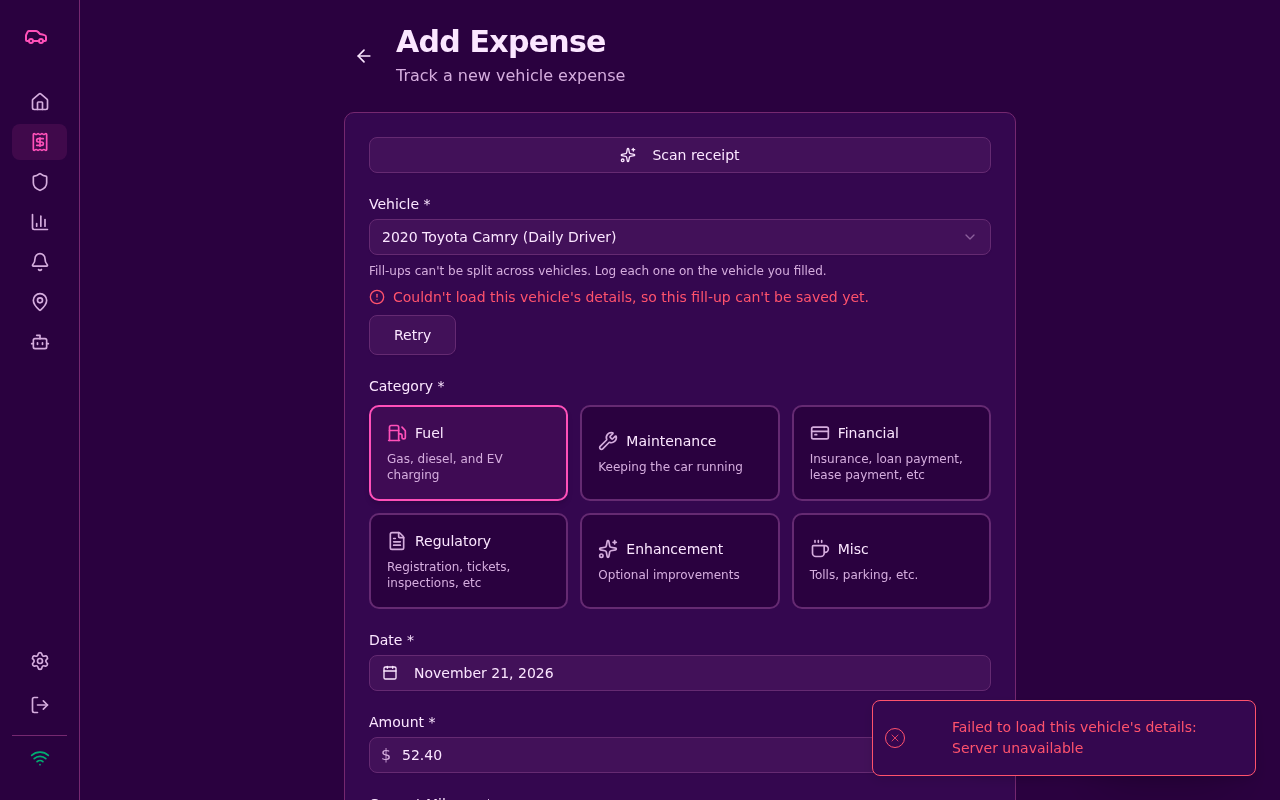 Add Expense
Track a new vehicle expense
Scan receipt
Vehicle *
2020 Toyota Camry (Daily Driver)
Fill-ups can't be split across vehicles. Log each one on the vehicle you filled.
Couldn't load this vehicle's details, so this fill-up can't be saved yet.
Retry
Category *
Fuel
Gas, diesel, and EV
charging
Maintenance
Keeping the car running
Financial
Insurance, loan payment,
lease payment, etc
Regulatory
Registration, tickets,
inspections, etc
Enhancement
Optional improvements
Misc
Tolls, parking, etc.
Date *
November 21, 2026
Amount *
$ 52.40
Failed to load this vehicle's details:
Server unavailable